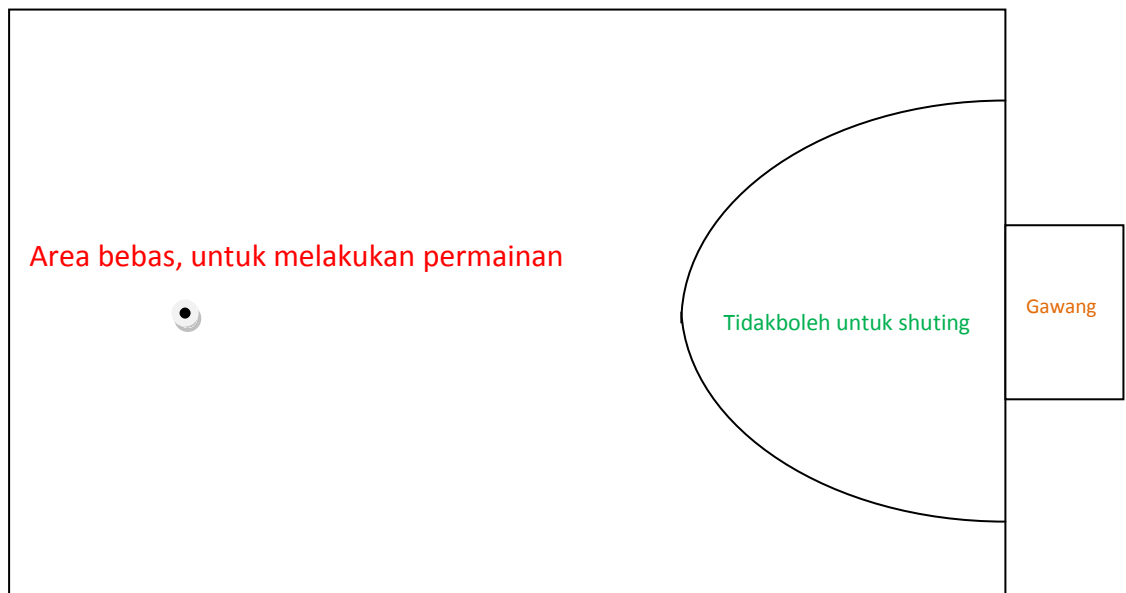 Area bebas, untuk melakukan permainan
Tidakboleh untuk shuting
Gawang